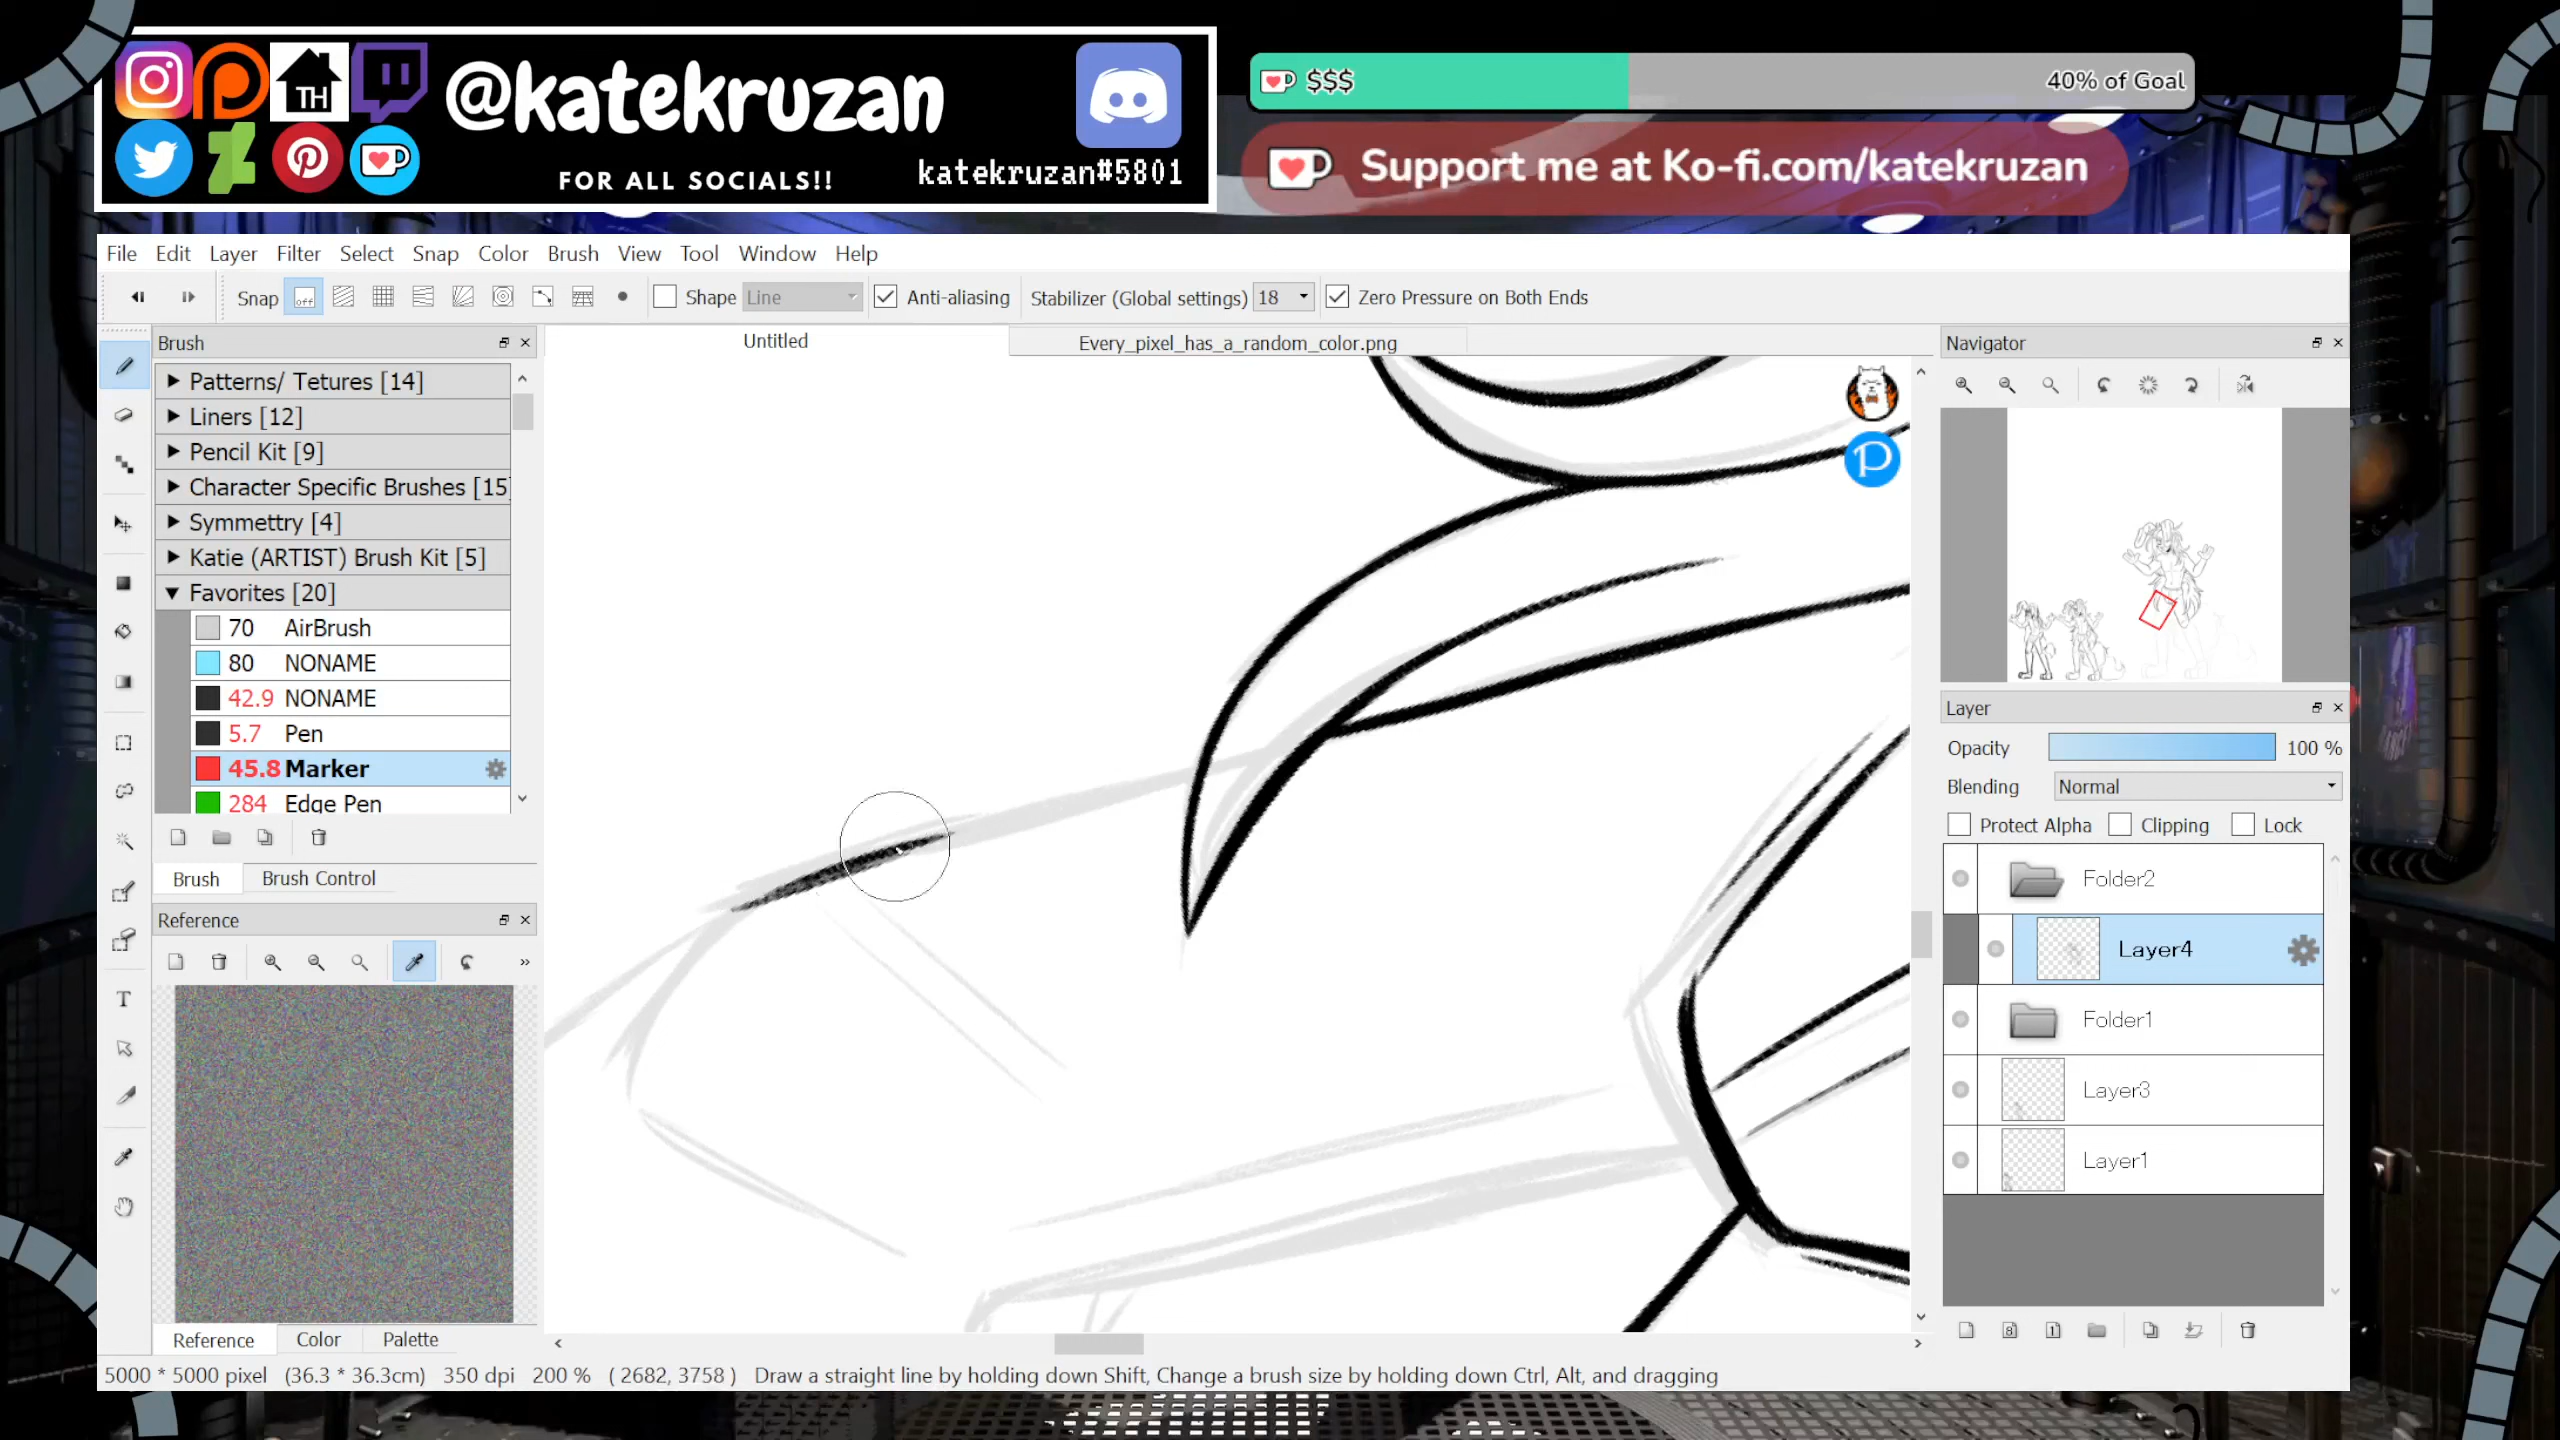 TH
@katekruzan
FOR ALL SOCIALS!!
katekruzan#5801
$$$
40% of Goal
Support me at Ko-fi.com/katekruzan
File Edit Layer Filter Select Snap Color Brush View Tool Window Help
Snap off Shape Line Anti-aliasing Stabilizer (Global settings) 18 Zero Pressure on Both Ends
Brush
Untitled
Every_pixel_has_a_random_color.png
Navigator
Patterns/ Tetures [14]
Liners [12]
Pencil Kit [9]
Character Specific Brushes [15]
Symmettry [4]
Katie (ARTIST) Brush Kit [5]
Favorites [20]
70 AirBrush
80 NONAME
42.9 NONAME
5.7 Pen
45.8 Marker
284 Edge Pen
Brush Brush Control
Reference
Layer
Opacity 100 %
Blending Normal
Protect Alpha Clipping Lock
Folder2
Layer4
Folder1
Layer3
Layer1
T
P
8
1
Reference Color Palette
5000 * 5000 pixel (36.3 * 36.3cm) 350 dpi 200 % ( 2682, 3758 ) Draw a straight line by holding down Shift, Change a brush size by holding down Ctrl, Alt, and dragging